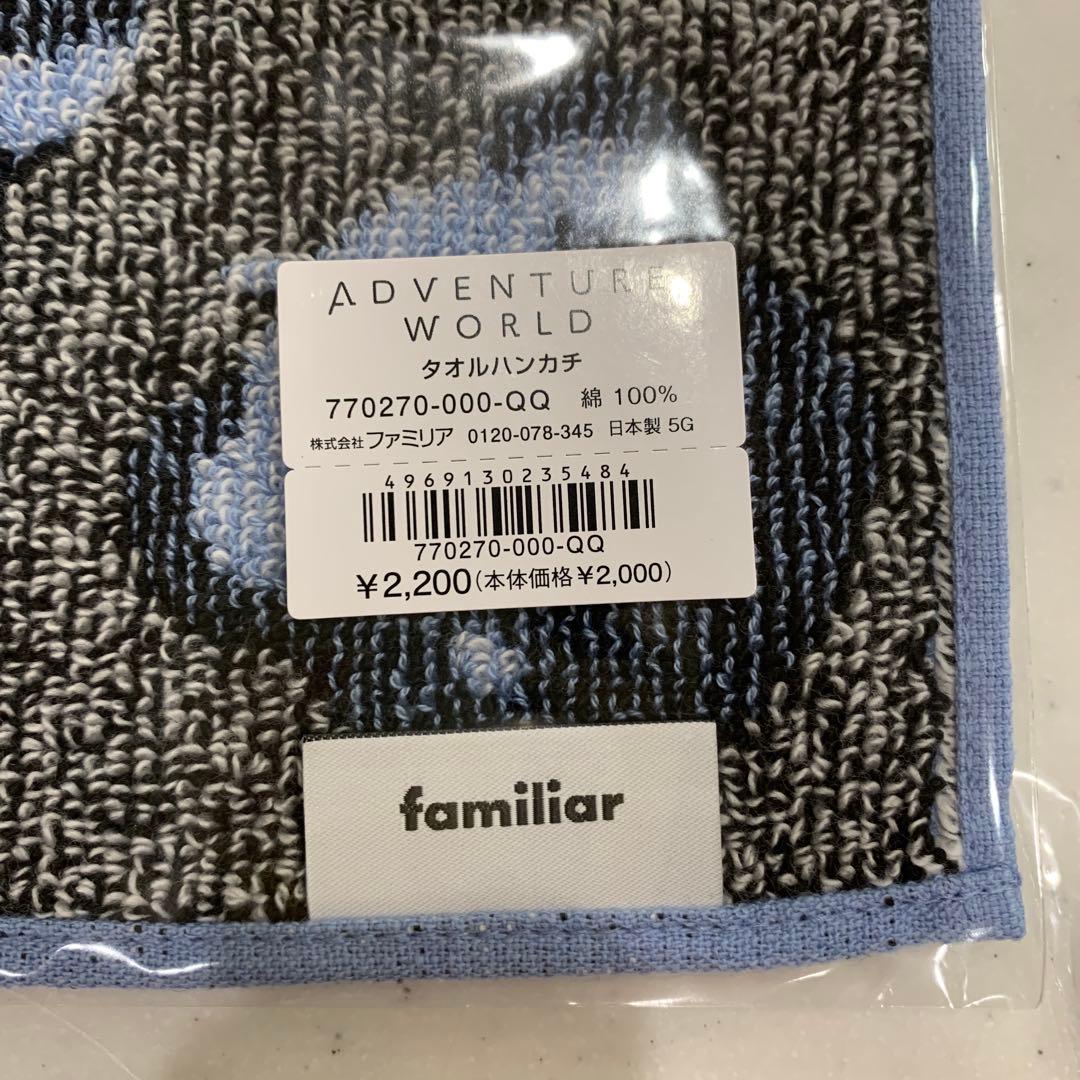 ADVENTURE
WORLD
タオルハンカチ
770270-000-QQ 綿 100%
株式会社ファミリア 0120-078-345 日本製 5G
4969130235484
770270-000-QQ
¥2,200(本体価格¥2,000)
familiar